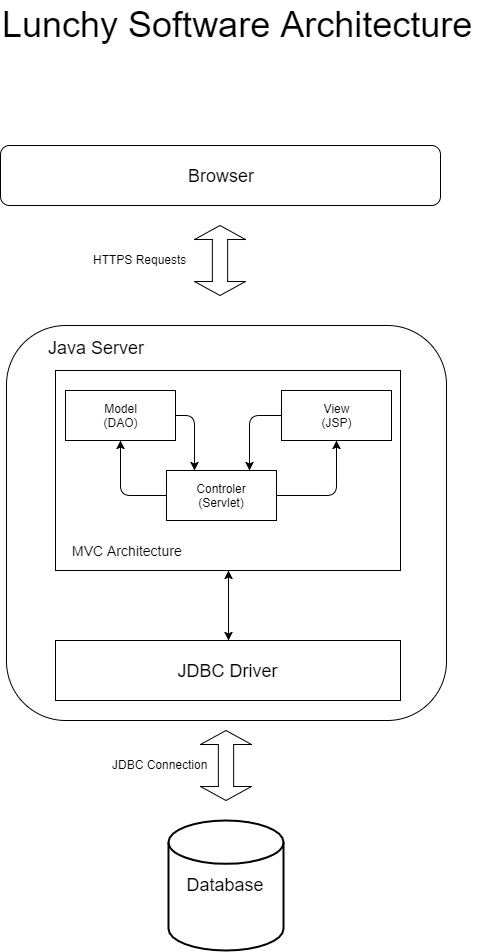 Lunchy Software Architecture
Browser
HTTPS Requests
Java Server
Model
(DAO)
View
(JSP)
Controler
(Servlet)
MVC Architecture
JDBC Driver
JDBC Connection
Database